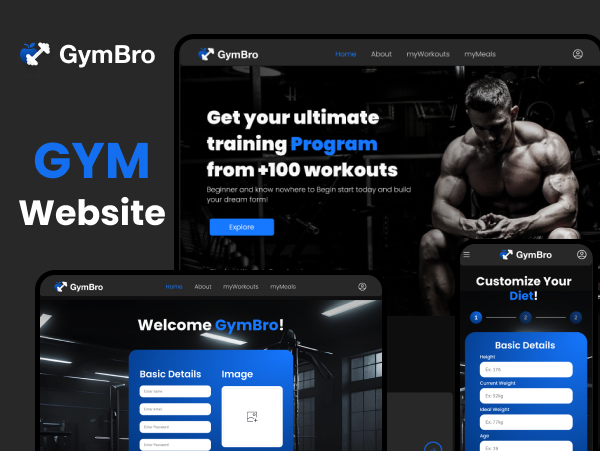 GymBro
GYM
Website
GymBro
Home About myWorkouts myMeals
Get your ultimate
training Program
from +100 workouts
Beginner and know nowhere to Begin start today and build
your dream form!
Explore
GymBro
Home About myWorkouts myMeals
Welcome GymBro!
Basic Details
Enter name
Enter email
Enter Password
Enter Password
Image
GymBro
Customize Your
Diet!
1 2 2
Basic Details
Height
Ex: 175
Current Weight
Ex: 92kg
Ideal Weight
Ex: 77kg
Age
Ex: 19